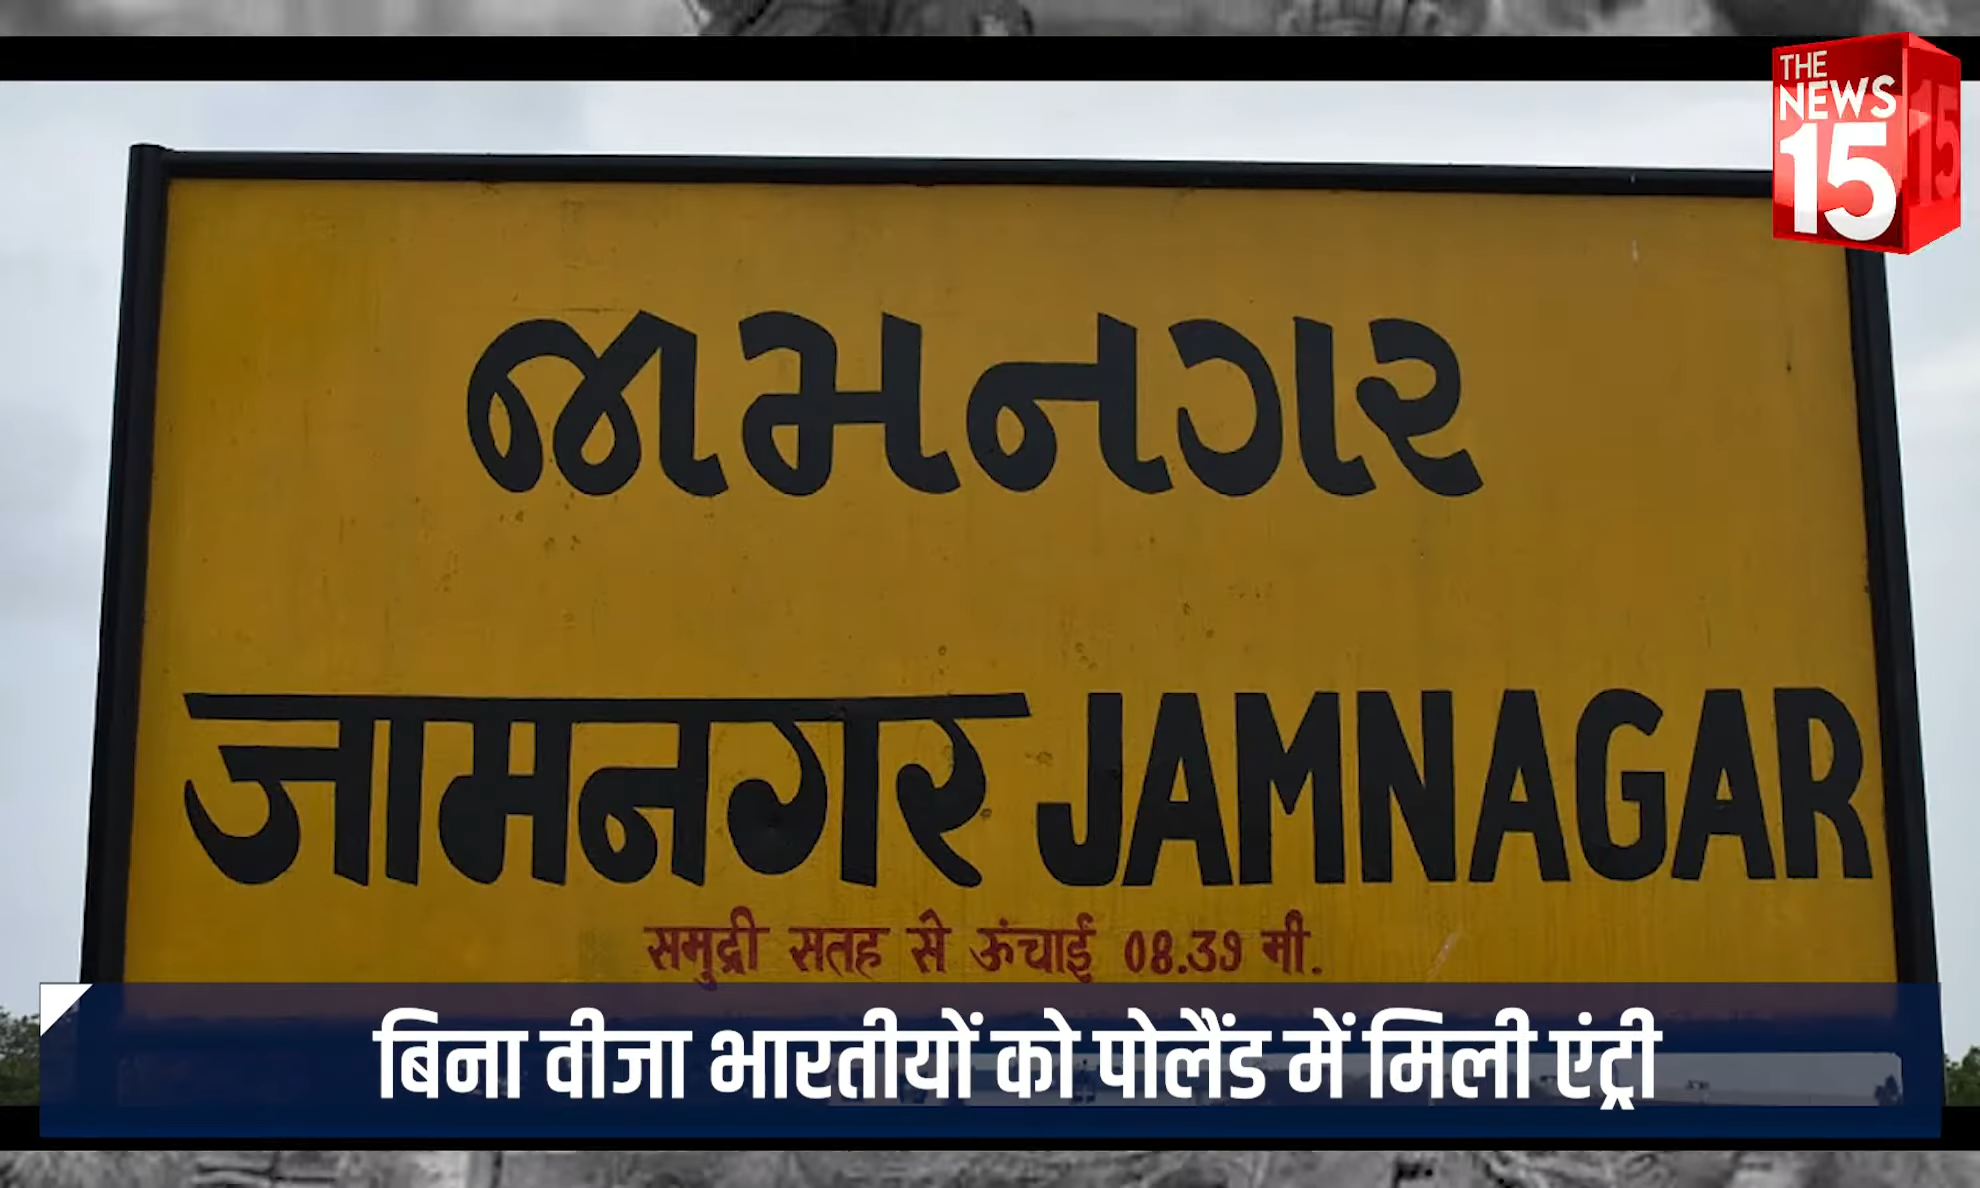 THE
NEWS
15
જામનગર
जामनगर JAMNAGAR
समुद्री सतह से ऊंचाई 08.39 मी.
बिना वीजा भारतीयों को पोलैंड में मिली एंट्री